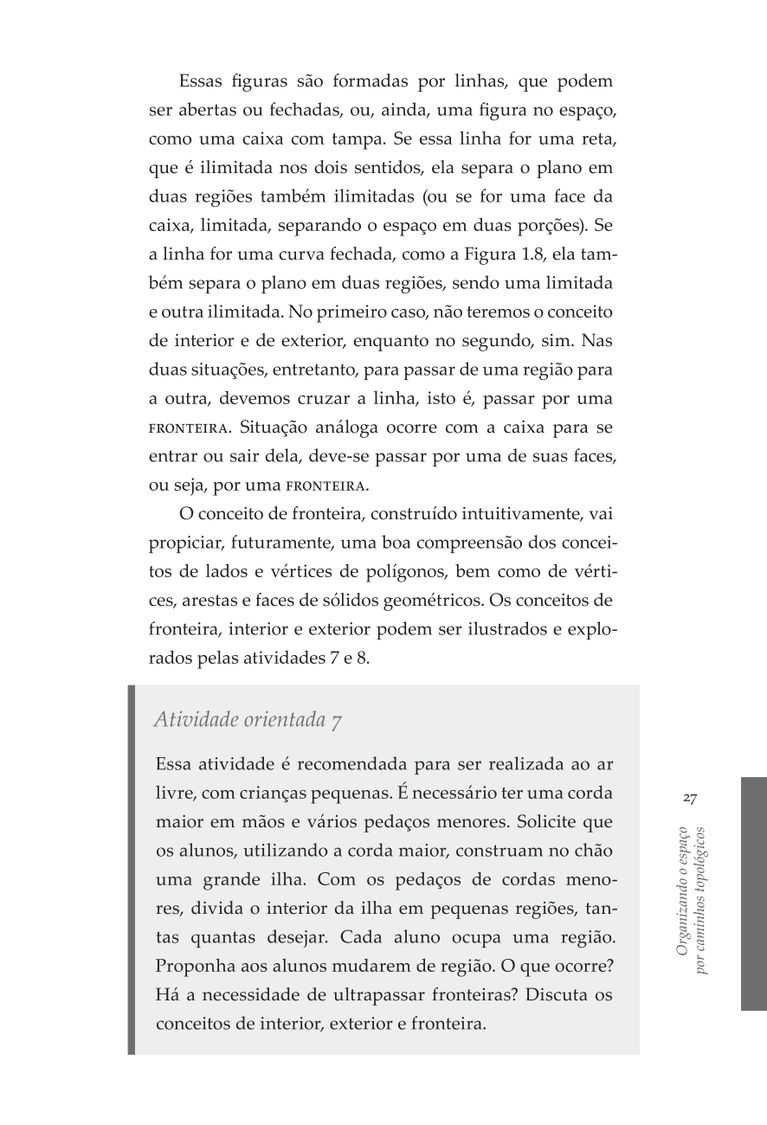 Essas figuras são formadas por linhas, que podem
ser abertas ou fechadas, ou, ainda, uma figura no espaço,
como uma caixa com tampa. Se essa linha for uma reta,
que é ilimitada nos dois sentidos, ela separa o plano em
duas regiões também ilimitadas (ou se for uma face da
caixa, limitada, separando o espaço em duas porções). Se
a linha for uma curva fechada, como a Figura 1.8, ela tam-
bém separa o plano em duas regiões, sendo uma limitada
e outra ilimitada. No primeiro caso, não teremos o conceito
de interior e de exterior, enquanto no segundo, sim. Nas
duas situações, entretanto, para passar de uma região para
a outra, devemos cruzar a linha, isto é, passar por uma
FRONTEIRA. Situação análoga ocorre com a caixa para se
entrar ou sair dela, deve-se passar por uma de suas faces,
ou seja, por uma FRONTEIRA.
O conceito de fronteira, construído intuitivamente, vai
propiciar, futuramente, uma boa compreensão dos concei-
tos de lados e vértices de polígonos, bem como de vérti-
ces, arestas e faces de sólidos geométricos. Os conceitos de
fronteira, interior e exterior podem ser ilustrados e explo-
rados pelas atividades 7 e 8.
Atividade orientada 7
Essa atividade é recomendada para ser realizada ao ar
livre, com crianças pequenas. É necessário ter uma corda
maior em mãos e vários pedaços menores. Solicite que
os alunos, utilizando a corda maior, construam no chão
uma grande ilha. Com os pedaços de cordas meno-
res, divida o interior da ilha em pequenas regiões, tan-
tas quantas desejar. Cada aluno ocupa uma região.
Proponha aos alunos mudarem de região. O que ocorre?
Há a necessidade de ultrapassar fronteiras? Discuta os
conceitos de interior, exterior e fronteira.
27
Organizando o espaço
por caminhos topológicos